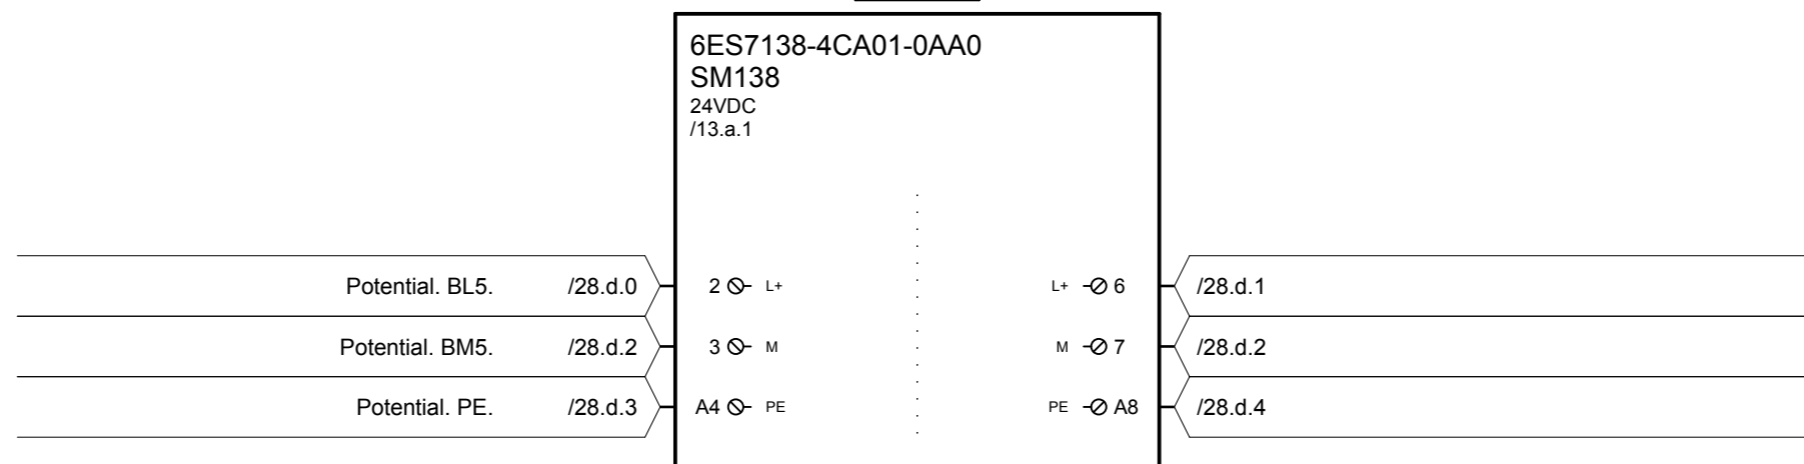 6ES7138-4CA01-0AA0
SM138
24VDC
/13.a.1
Potential. BL5. /28.d.0 2 L+ L+ 6 /28.d.1
Potential. BM5. /28.d.2 3 M M 7 /28.d.2
Potential. PE. /28.d.3 A4 PE PE A8 /28.d.4